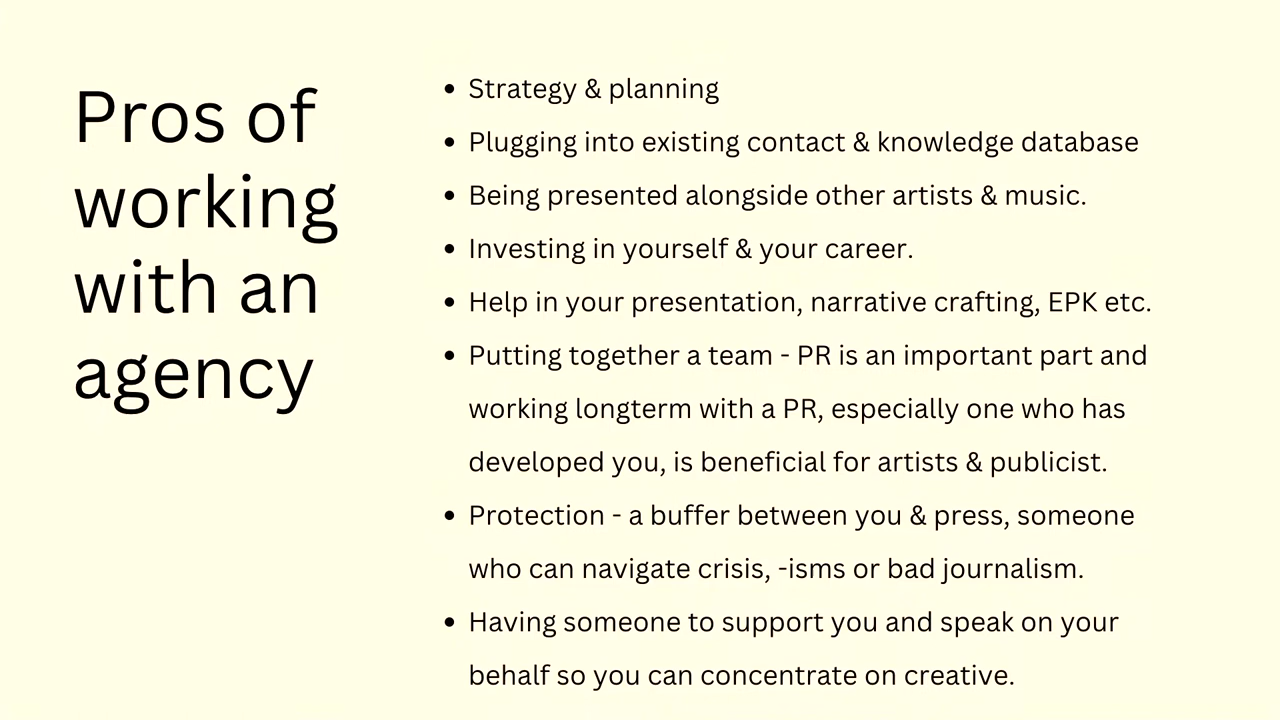 Pros of
working
with an
agency
• Strategy & planning
• Plugging into existing contact & knowledge database
• Being presented alongside other artists & music.
• Investing in yourself & your career.
• Help in your presentation, narrative crafting, EPK etc.
• Putting together a team - PR is an important part and
working longterm with a PR, especially one who has
developed you, is beneficial for artists & publicist.
• Protection - a buffer between you & press, someone
who can navigate crisis, -isms or bad journalism.
• Having someone to support you and speak on your
behalf so you can concentrate on creative.